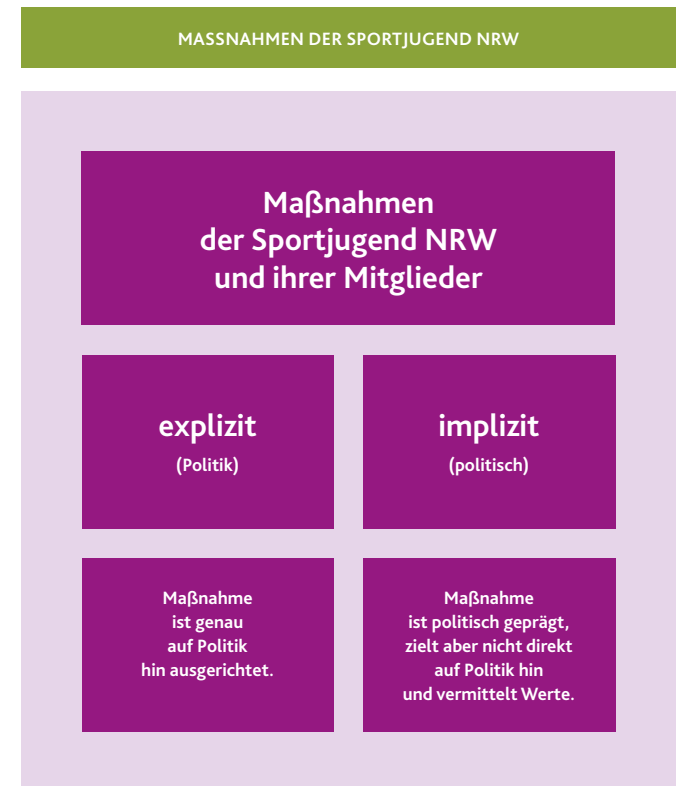 MASSNAHMEN DER SPORTJUGEND NRW
Maßnahmen
der Sportjugend NRW
und ihrer Mitglieder
explizit
(Politik)
implizit
(politisch)
Maßnahme
ist genau
auf Politik
hin ausgerichtet.
Maßnahme
ist politisch geprägt,
zielt aber nicht direkt
auf Politik hin
und vermittelt Werte.